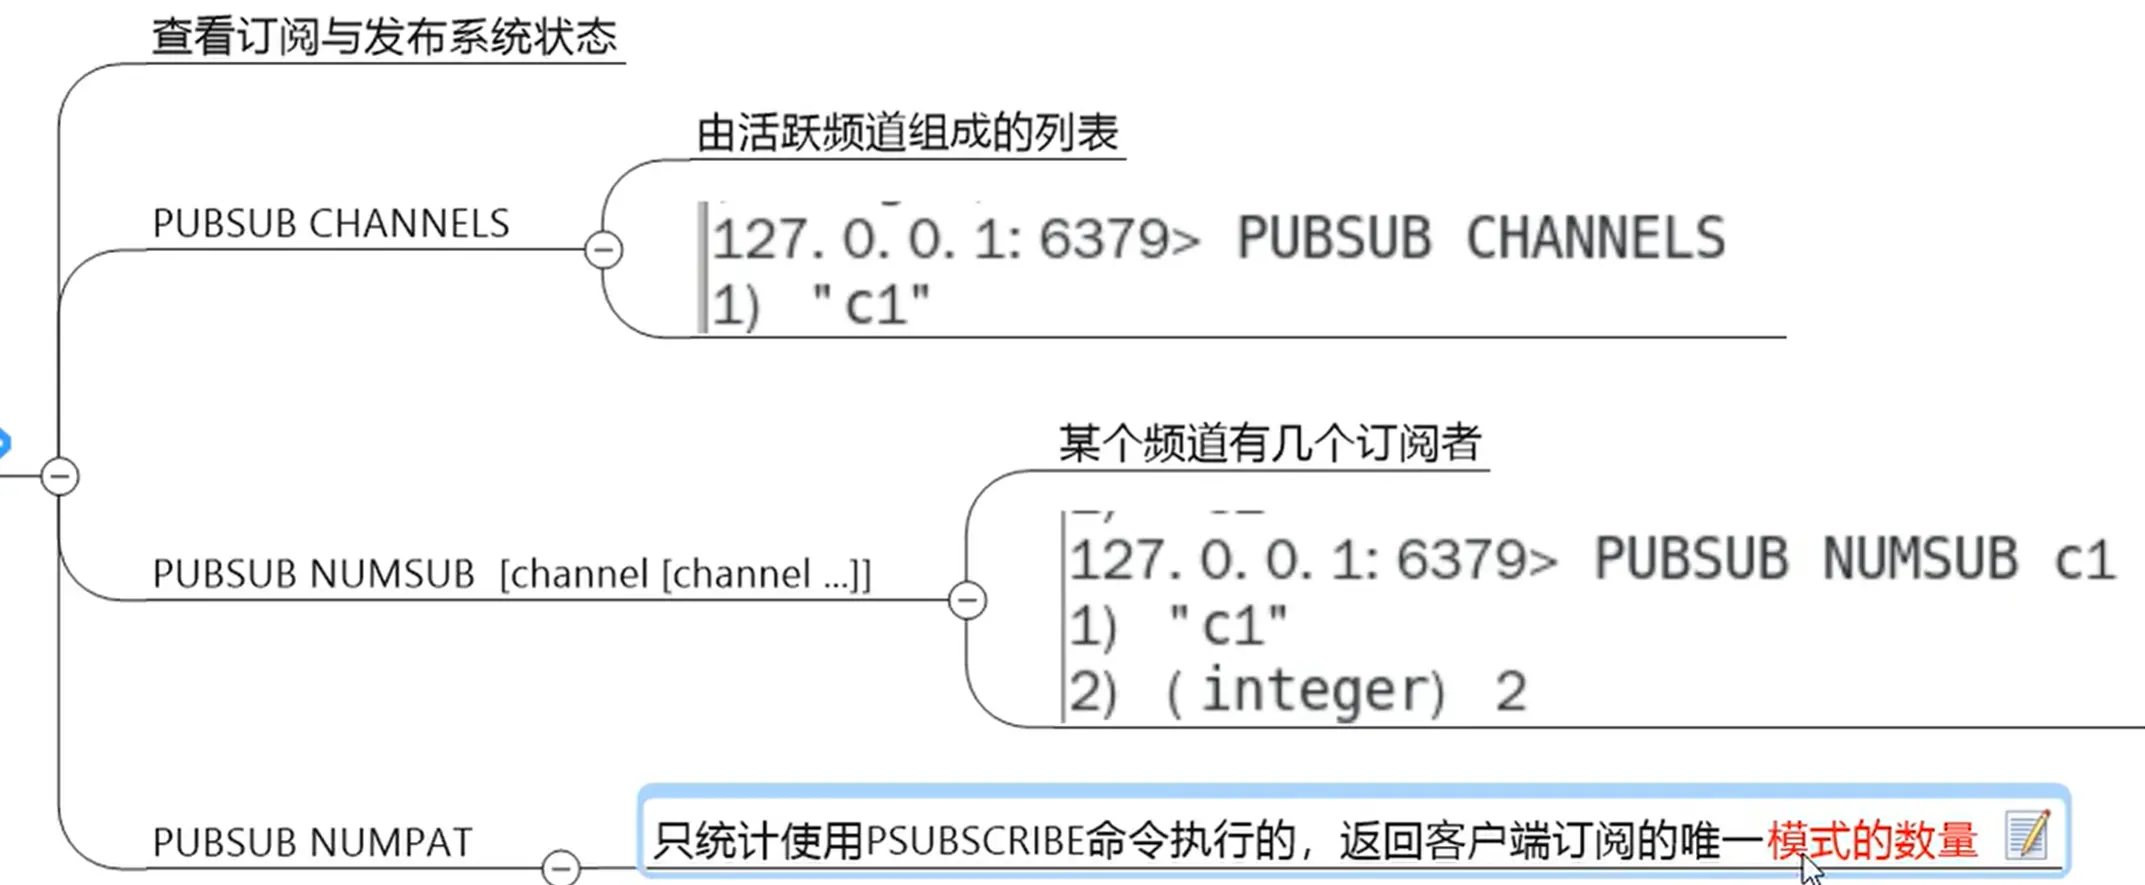 查看订阅与发布系统状态
由活跃频道组成的列表
PUBSUB CHANNELS
127.0.0.1:6379> PUBSUB CHANNELS
1) "c1"
某个频道有几个订阅者
PUBSUB NUMSUB [channel [channel ...]]
127.0.0.1:6379> PUBSUB NUMSUB c1
1) "c1"
2) (integer) 2
PUBSUB NUMPAT
只统计使用PSUBSCRIBE命令执行的，返回客户端订阅的唯一模式的数量